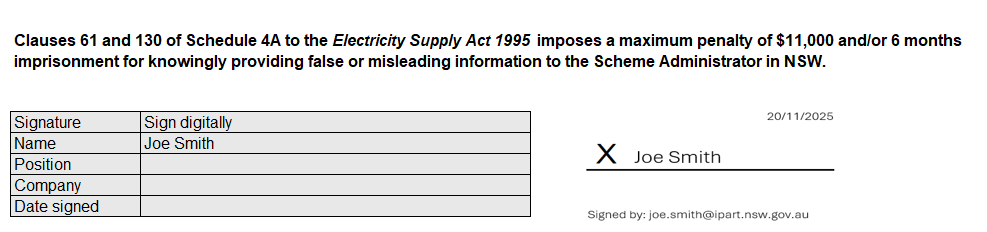 Clauses 61 and 130 of Schedule 4A to the Electricity Supply Act 1995 imposes a maximum penalty of $11,000 and/or 6 months
imprisonment for knowingly providing false or misleading information to the Scheme Administrator in NSW.
Signature Sign digitally
Name Joe Smith
Position
Company
Date signed
20/11/2025
X Joe Smith
Signed by: joe.smith@ipart.nsw.gov.au